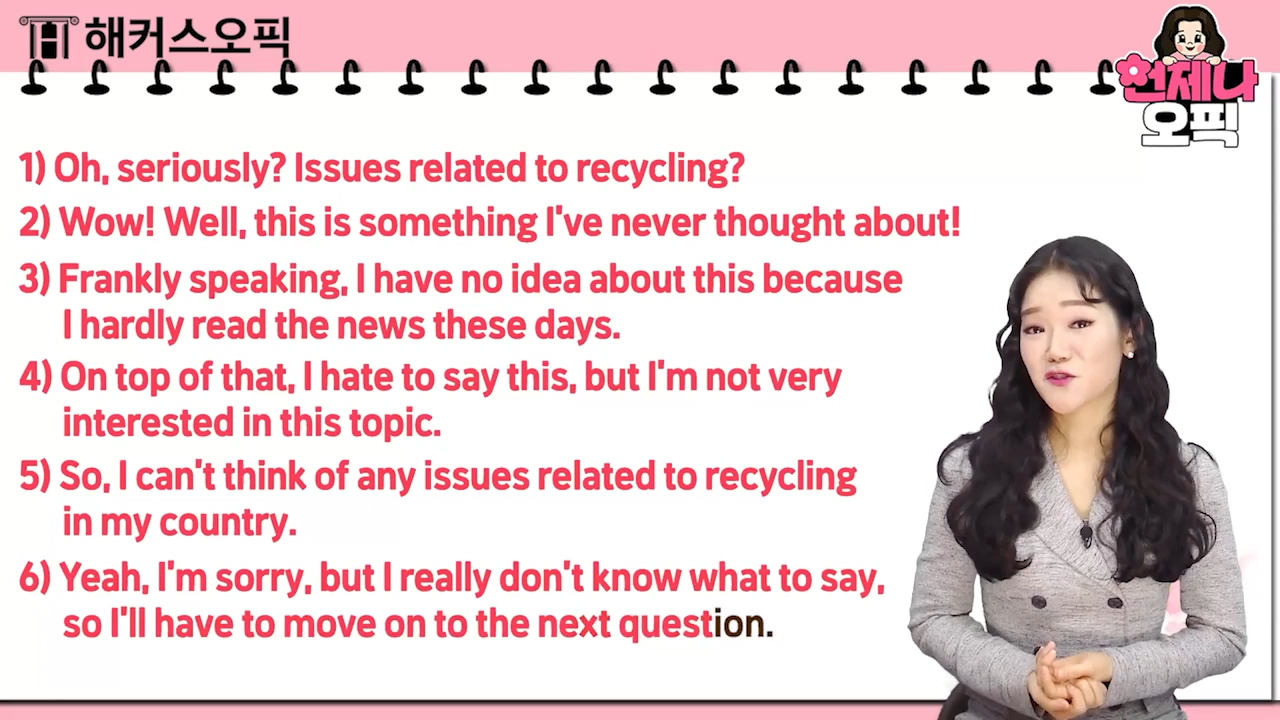 해커스오픽
언제나
오픽
1) Oh, seriously? Issues related to recycling?
2) Wow! Well, this is something I've never thought about!
3) Frankly speaking, I have no idea about this because
I hardly read the news these days.
4) On top of that, I hate to say this, but I'm not very
interested in this topic.
5) So, I can't think of any issues related to recycling
in my country.
6) Yeah, I'm sorry, but I really don't know what to say,
so I'll have to move on to the next question.